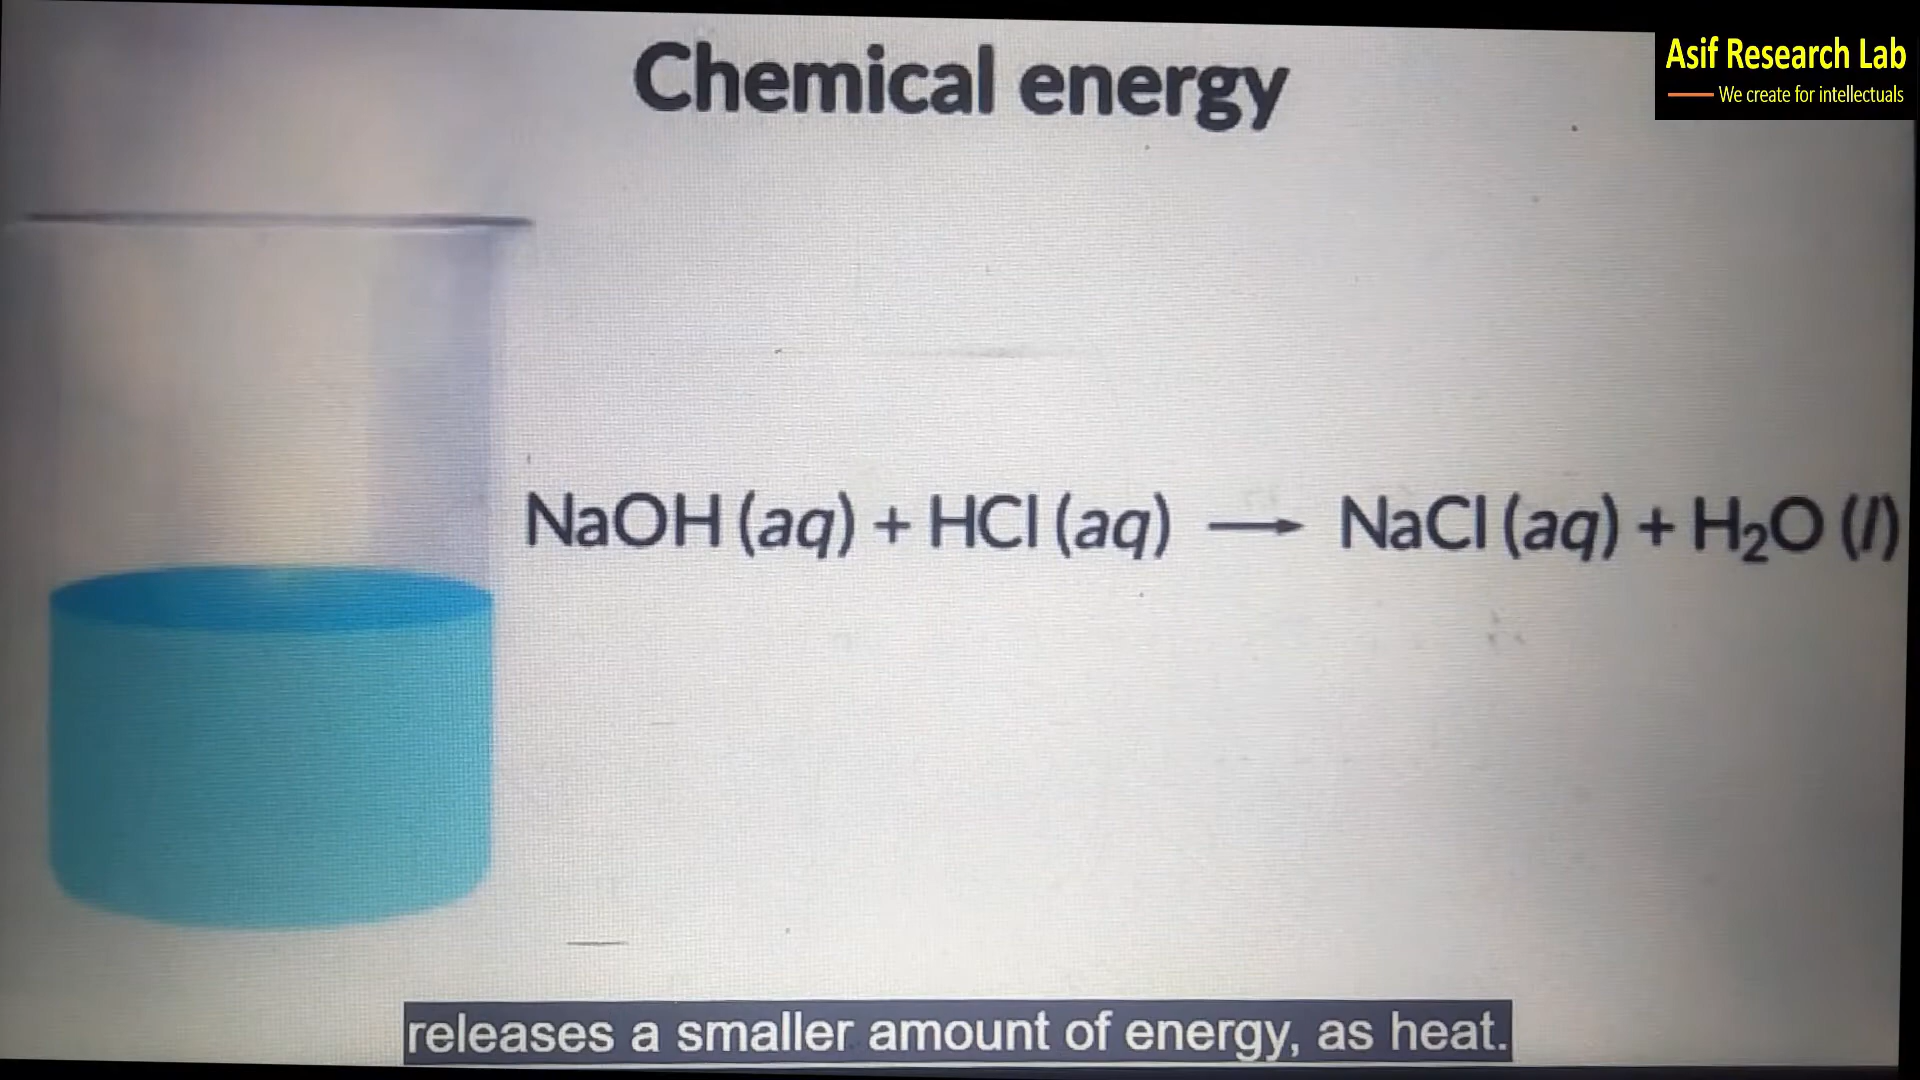 Chemical energy
Asif Research Lab
We create for intellectuals
NaOH (aq) + HCl (aq) → NaCl (aq) + H₂O (l)
releases a smaller amount of energy, as heat.